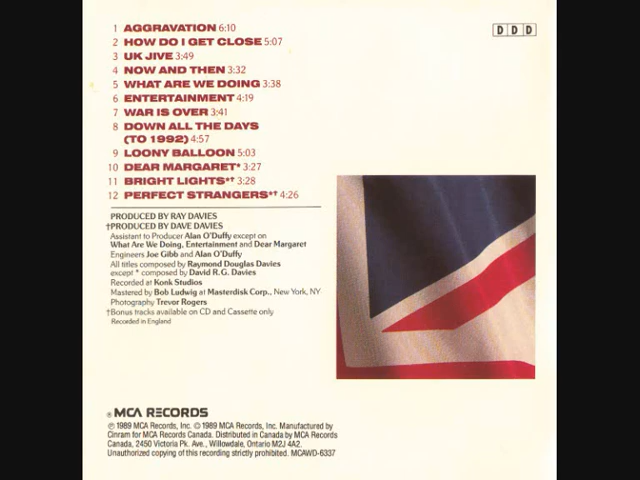 1 AGGRAVATION 6:10
D D D
2 HOW DO I GET CLOSE 5:07
3 UK JIVE 3:49
4 NOW AND THEN 3:32
5 WHAT ARE WE DOING 3:38
6 ENTERTAINMENT 4:19
7 WAR IS OVER 3:41
8 DOWN ALL THE DAYS
(TO 1992) 4:57
9 LOONY BALLOON 5:03
10 DEAR MARGARET* 3:27
11 BRIGHT LIGHTS*† 3:28
12 PERFECT STRANGERS*† 4:26
PRODUCED BY RAY DAVIES
†PRODUCED BY DAVE DAVIES
Assistant to Producer Alan O'Duffy except on
What Are We Doing, Entertainment and Dear Margaret
Engineers Joe Gibb and Alan O'Duffy
All titles composed by Raymond Douglas Davies
except * composed by David R.G. Davies
Recorded at Konk Studios
Mastered by Bob Ludwig at Masterdisk Corp., New York, NY
Photography Trevor Rogers
†Bonus tracks available on CD and Cassette only
Recorded in England
® MCA RECORDS
℗ 1989 MCA Records, Inc. © 1989 MCA Records, Inc. Manufactured by
Cinram for MCA Records Canada. Distributed in Canada by MCA Records
Canada, 2450 Victoria Pk. Ave., Willowdale, Ontario M2J 4A2.
Unauthorized copying of this recording strictly prohibited. MCAWD-6337